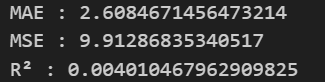 MAE : 2.6084671456473214
MSE : 9.91286835340517
R² : 0.004010467962909825